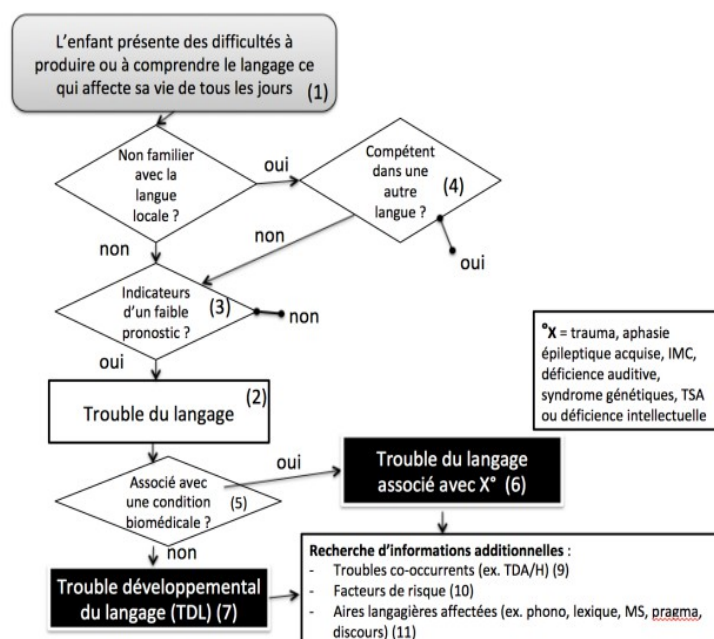 L'enfant présente des difficultés à
produire ou à comprendre le langage ce
qui affecte sa vie de tous les jours (1)
Non familier
avec la
langue
locale ?
oui
Compétent
dans une
autre
langue ?
(4)
non
non
oui
Indicateurs
d'un faible
pronostic ?
(3)
non
oui
°X = trauma, aphasie
épileptique acquise, IMC,
déficience auditive,
syndrome génétiques, TSA
ou déficience intellectuelle
(2)
Trouble du langage
oui
Associé avec
une condition
biomédicale ?
(5)
Trouble du langage
associé avec X° (6)
non
Trouble développemental
du langage (TDL) (7)
Recherche d'informations additionnelles :
- Troubles co-occurrents (ex. TDA/H) (9)
- Facteurs de risque (10)
- Aires langagières affectées (ex. phono, lexique, MS, pragma,
discours) (11)